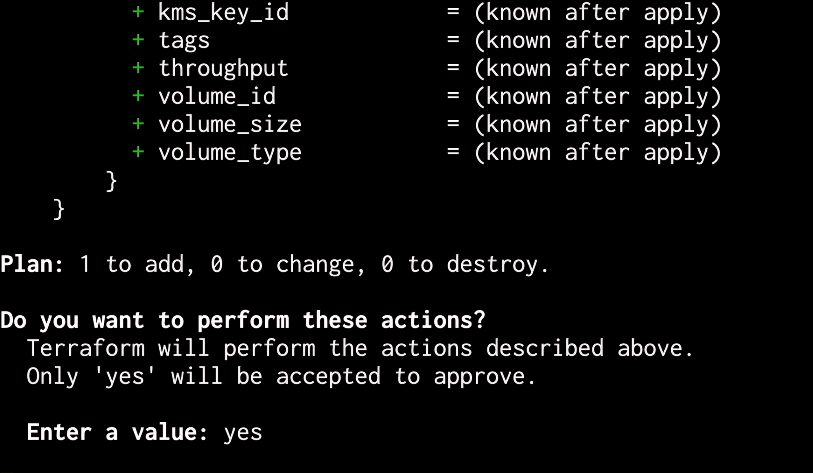 + kms_key_id = (known after apply)
+ tags = (known after apply)
+ throughput = (known after apply)
+ volume_id = (known after apply)
+ volume_size = (known after apply)
+ volume_type = (known after apply)
}
}
Plan: 1 to add, 0 to change, 0 to destroy.
Do you want to perform these actions?
Terraform will perform the actions described above.
Only 'yes' will be accepted to approve.
Enter a value: yes